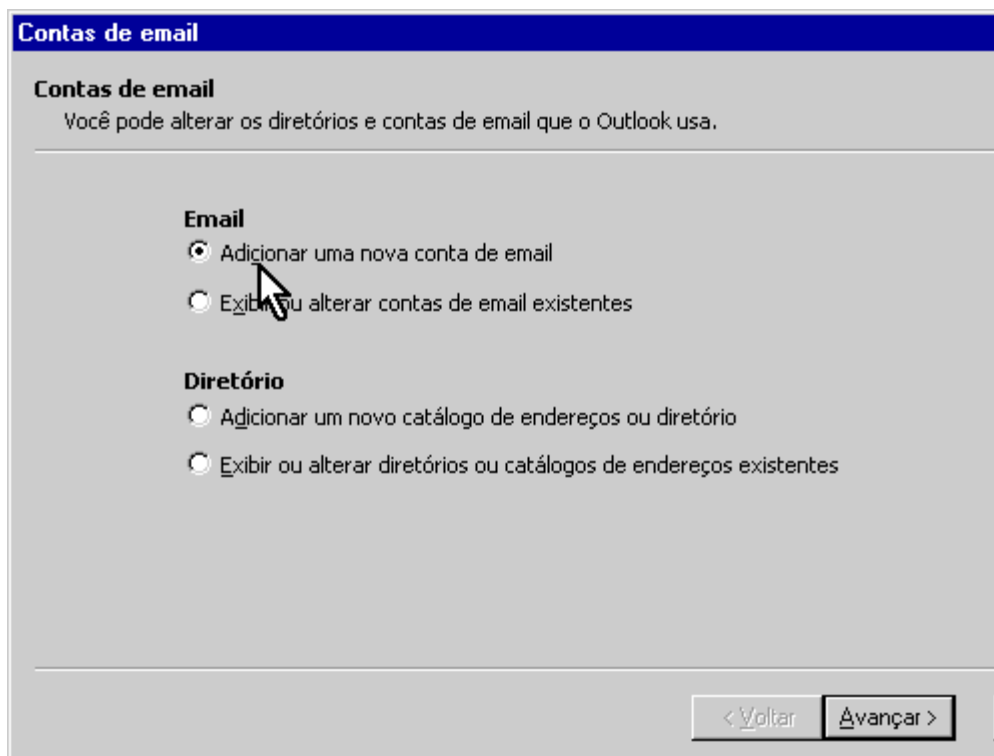 Contas de email
Contas de email
Você pode alterar os diretórios e contas de email que o Outlook usa.
Email
Adicionar uma nova conta de email
Exibir ou alterar contas de email existentes
Diretório
Adicionar um novo catálogo de endereços ou diretório
Exibir ou alterar diretórios ou catálogos de endereços existentes
< Voltar
Avançar >